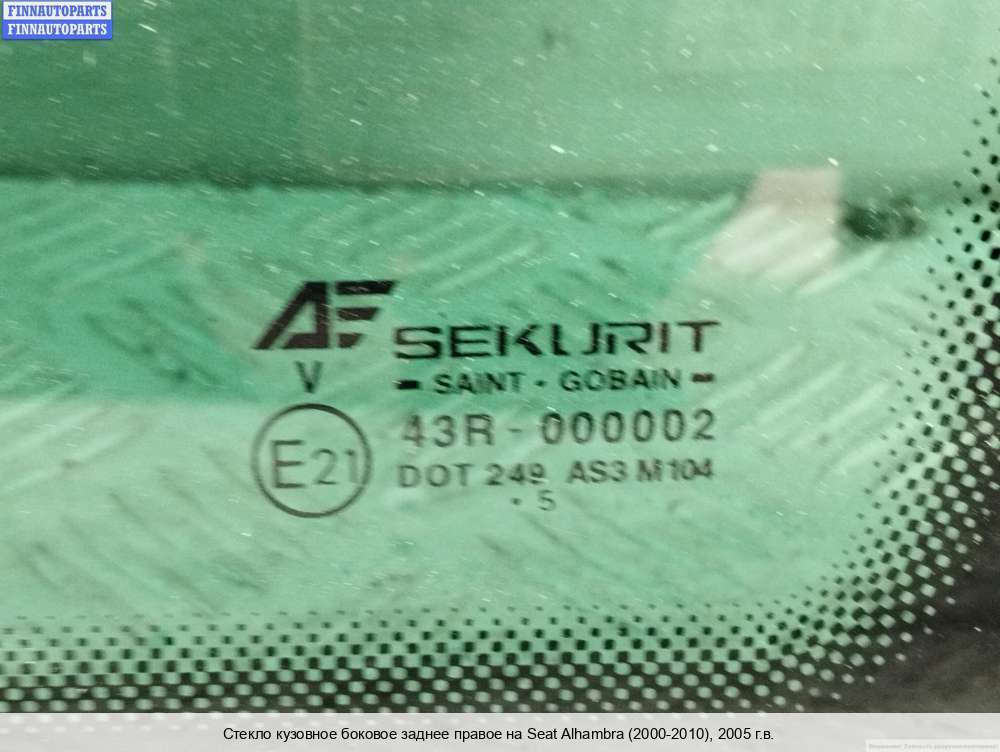 FINNAUTOPARTS
FINNAUTOPARTS
AF SEKURIT
V
SAINT - GOBAIN
43R - 000002
E21
DOT 249 AS3 M104
. 5
Стекло кузовное боковое заднее правое на Seat Alhambra (2000-2010), 2005 г.в.